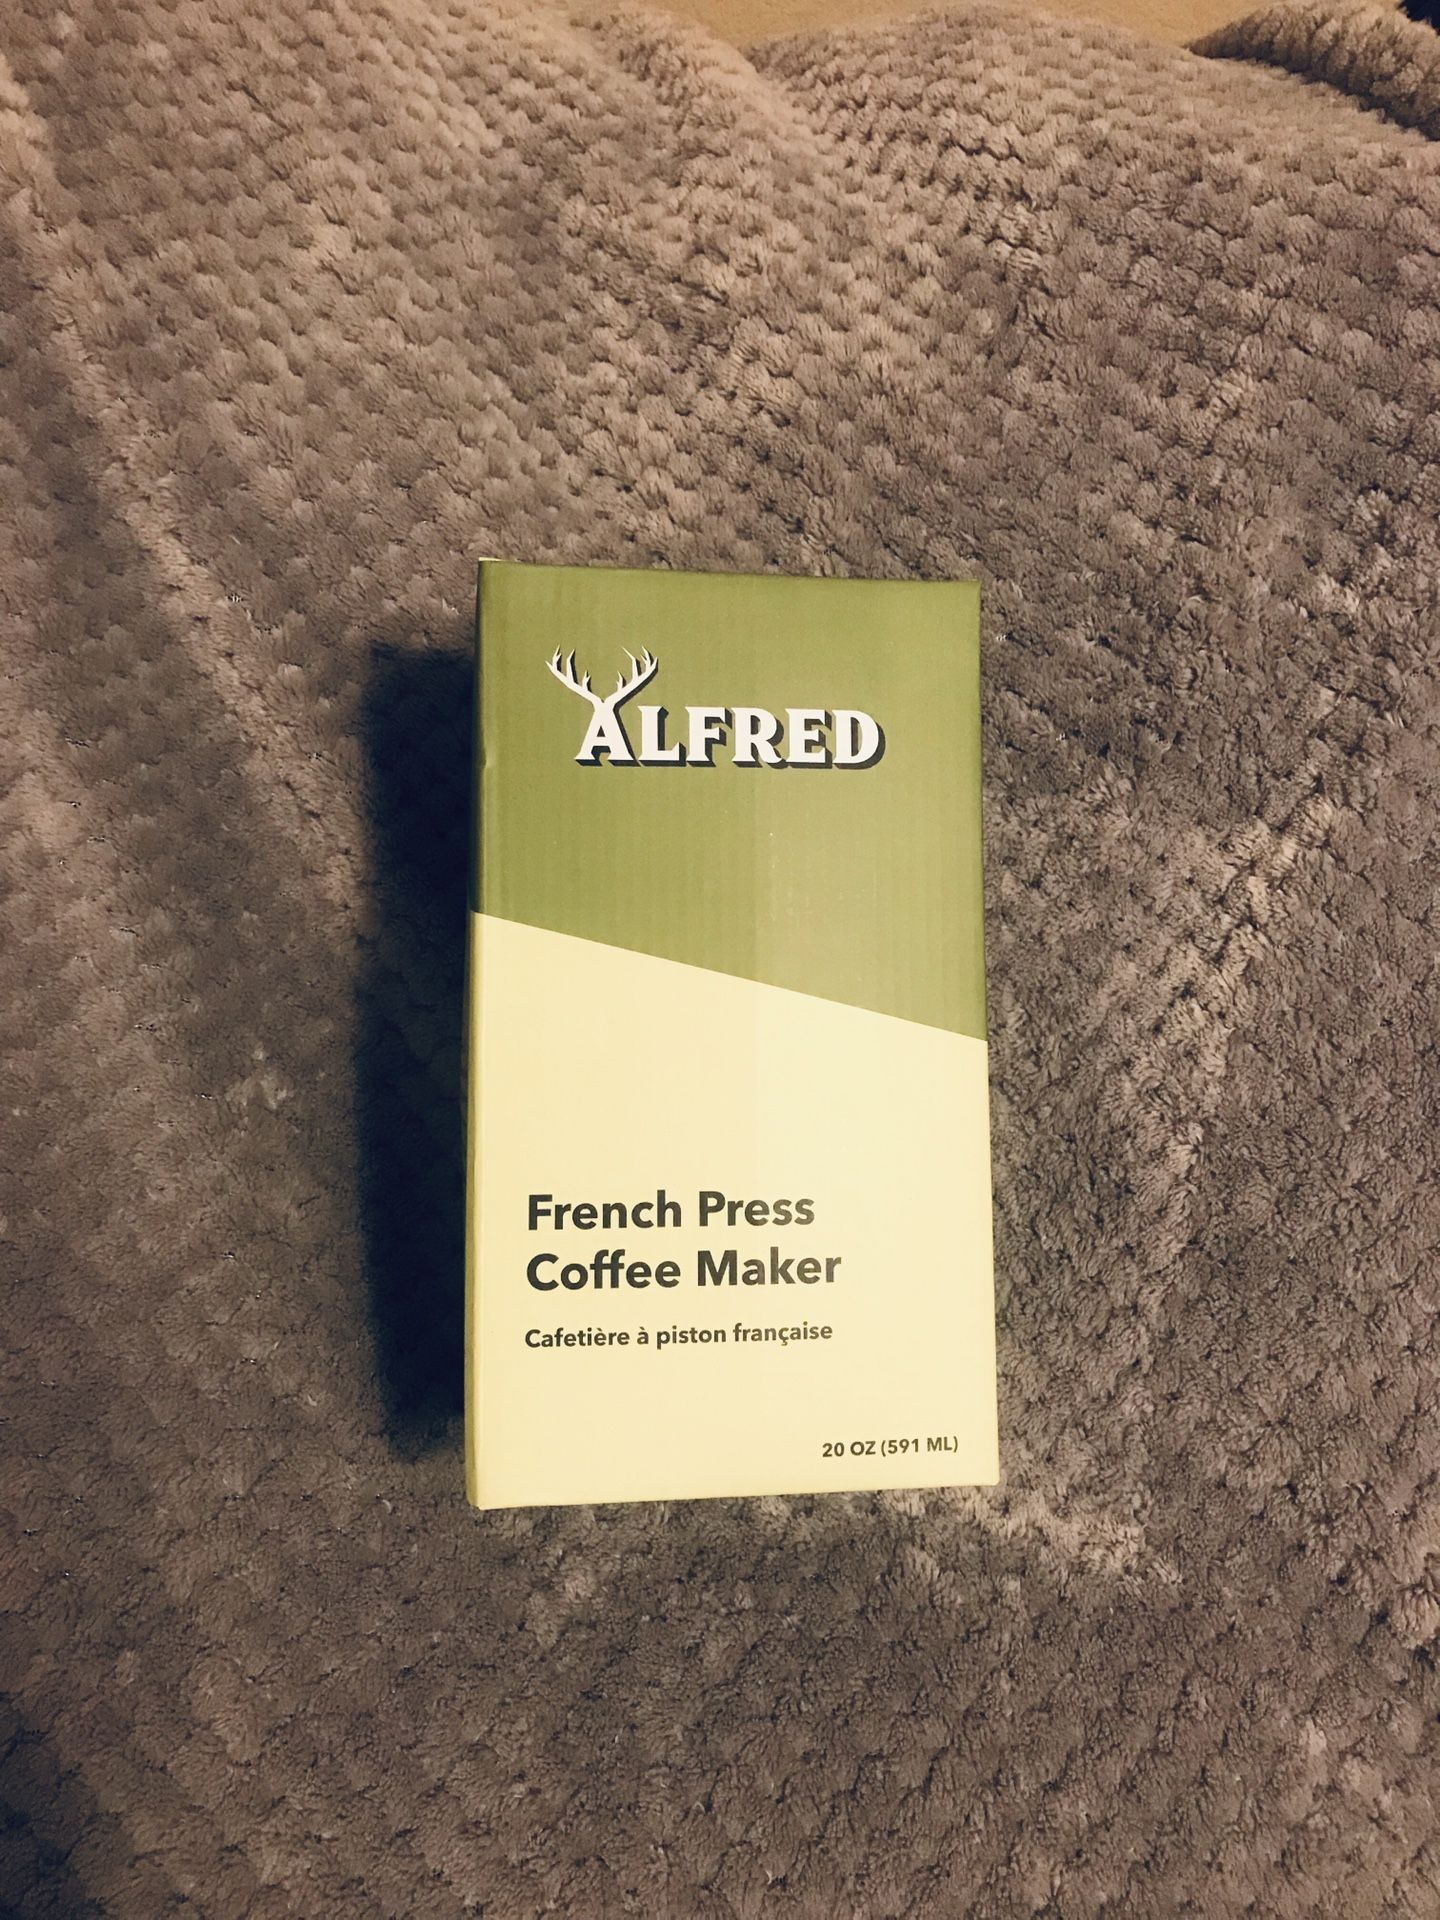 ALFRED
French Press
Coffee Maker
Cafetière à piston française
20 OZ (591 ML)